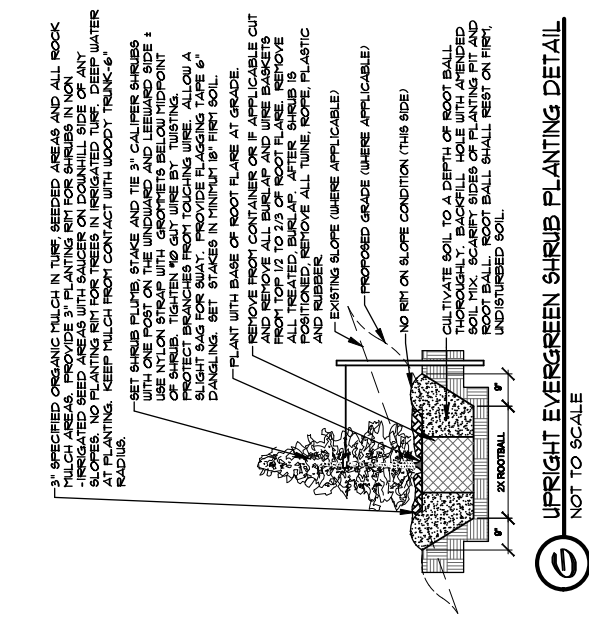 3" SPECIFIED ORGANIC MULCH IN TURF, SEEDED AREAS AND ALL ROCK
MULCH AREAS. PROVIDE 3" PLANTING RIM FOR SHRUBS IN NON
-IRRIGATED SEED AREAS WITH SAUCER ON DOWNHILL SIDE OF ANY
SLOPES. NO PLANTING RIM FOR TREES IN IRRIGATED TURF. DEEP WATER
AT PLANTING. KEEP MULCH FROM CONTACT WITH WOODY TRUNK-6"
RADIUS.
SET SHRUB PLUMB. STAKE AND TIE 3" CALIPER SHRUBS
WITH ONE POST ON THE WINDWARD AND LEEWARD SIDE ±
USE NYLON STRAP WITH GROMMETS BELOW MIDPOINT
OF SHRUB. TIGHTEN #10 GUY WIRE BY TWISTING.
PROTECT BRANCHES FROM TOUCHING WIRE. ALLOW A
SLIGHT SAG FOR SWAY. PROVIDE FLAGGING TAPE 6"
DANGLING. SET STAKES IN MINIMUM 18" FIRM SOIL.
PLANT WITH BASE OF ROOT FLARE AT GRADE.
REMOVE FROM CONTAINER OR IF APPLICABLE CUT
AND REMOVE ALL BURLAP AND WIRE BASKETS
FROM TOP 1/2 TO 2/3 OF ROOT FLARE. REMOVE
ALL TREATED, BURLAP. AFTER SHRUB IS
POSITIONED, REMOVE ALL TWINE, ROPE, PLASTIC
AND RUBBER.
EXISTING SLOPE (WHERE APPLICABLE)
PROPOSED GRADE (WHERE APPLICABLE)
NO RIM ON SLOPE CONDITION (THIS SIDE)
CULTIVATE SOIL TO A DEPTH OF ROOT BALL
THOROUGHLY. BACKFILL HOLE WITH AMENDED
SOIL MIX. SCARIFY SIDES OF PLANTING PIT AND
ROOT BALL. ROOT BALL SHALL REST ON FIRM,
UNDISTURBED SOIL.
2X ROOTBALL
G
UPRIGHT EVERGREEN SHRUB PLANTING DETAIL
NOT TO SCALE